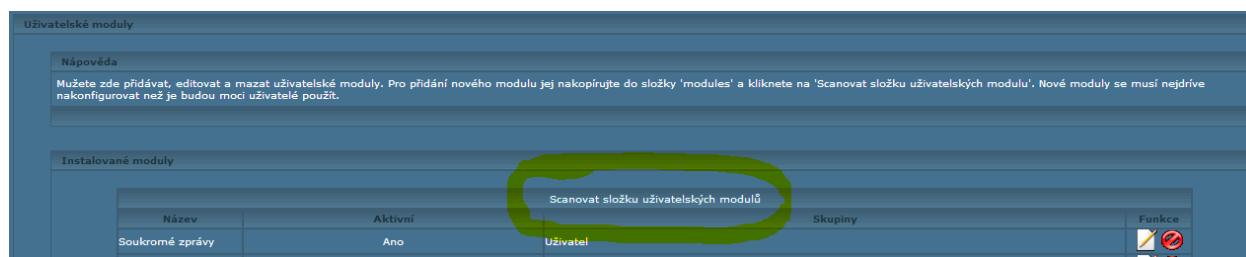 Uživatelské moduly
Nápověda
Mužete zde přidávat, editovat a mazat uživatelské moduly. Pro přidání nového modulu jej nakopírujte do složky 'modules' a kliknete na 'Scanovat složku uživatelských modulu'. Nové moduly se musí nejdríve
nakonfigurovat než je budou moci uživatelé použít.
Instalované moduly
Scanovat složku uživatelských modulů
Název Aktivní Skupiny Funkce
Soukromé zprávy Ano Uživatel